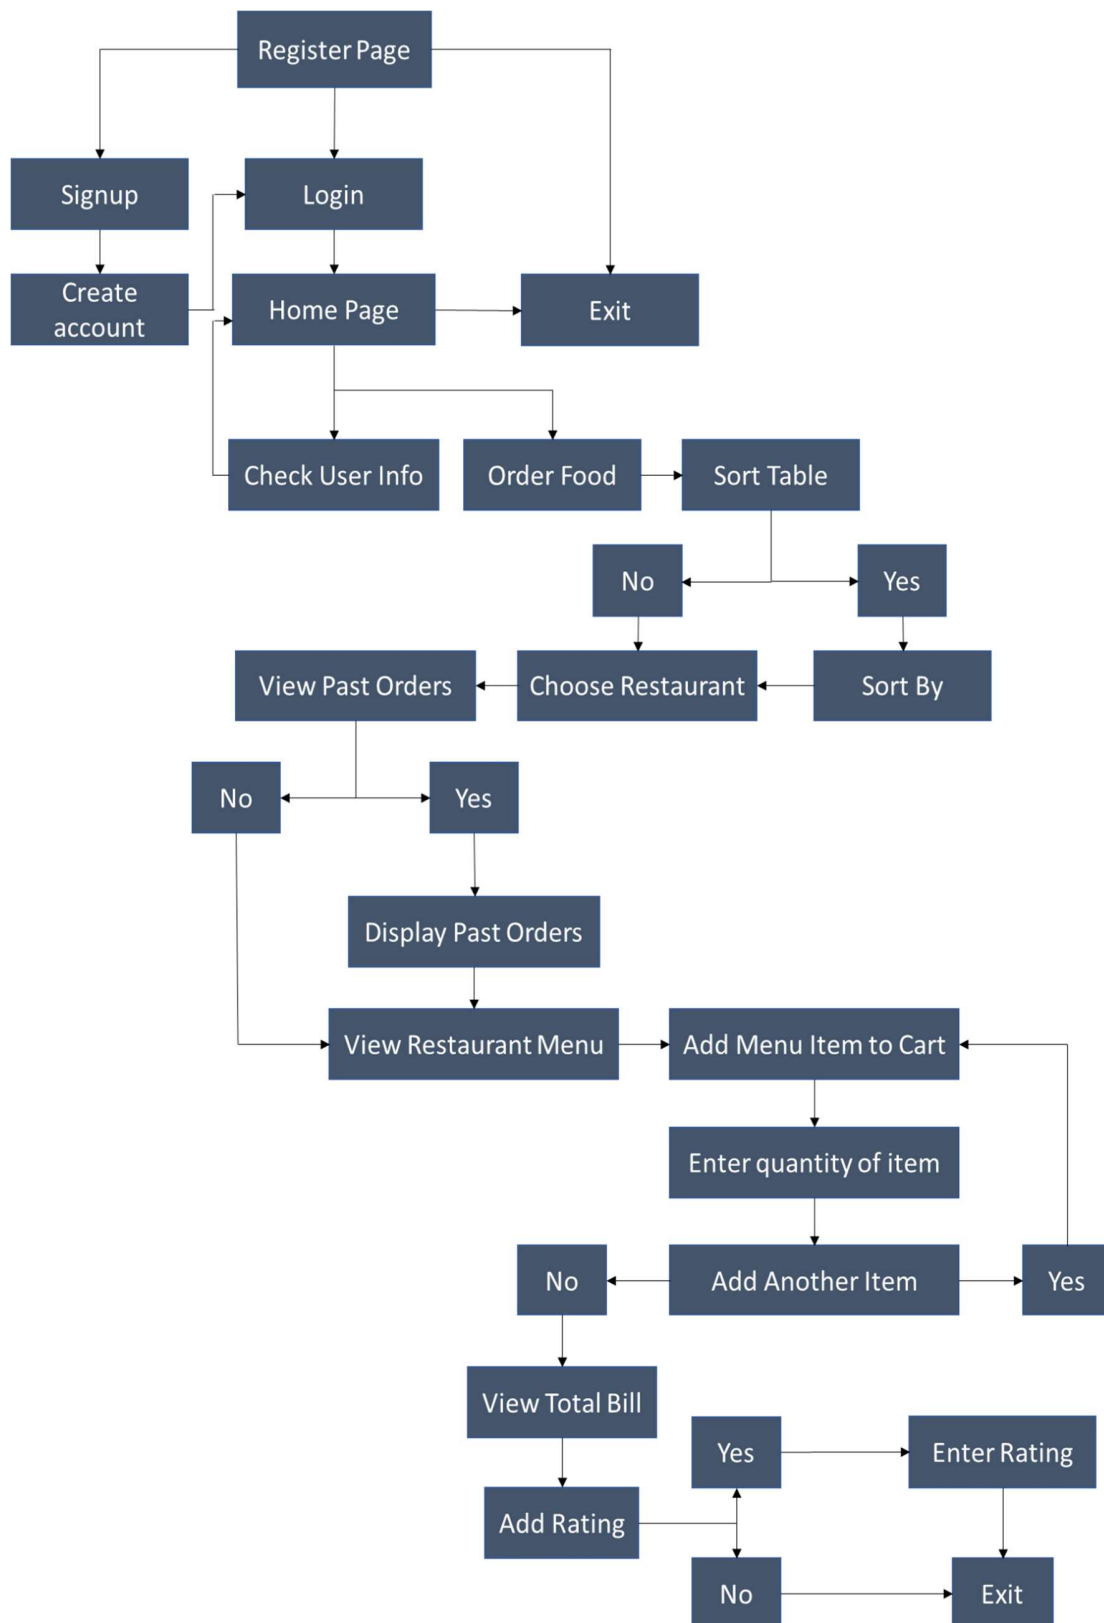 Register Page
Signup
Login
Create
account
Home Page
Exit
Check User Info
Order Food
Sort Table
No
Yes
View Past Orders
Choose Restaurant
Sort By
No
Yes
Display Past Orders
View Restaurant Menu
Add Menu Item to Cart
Enter quantity of item
No
Add Another Item
Yes
View Total Bill
Yes
Enter Rating
Add Rating
No
Exit